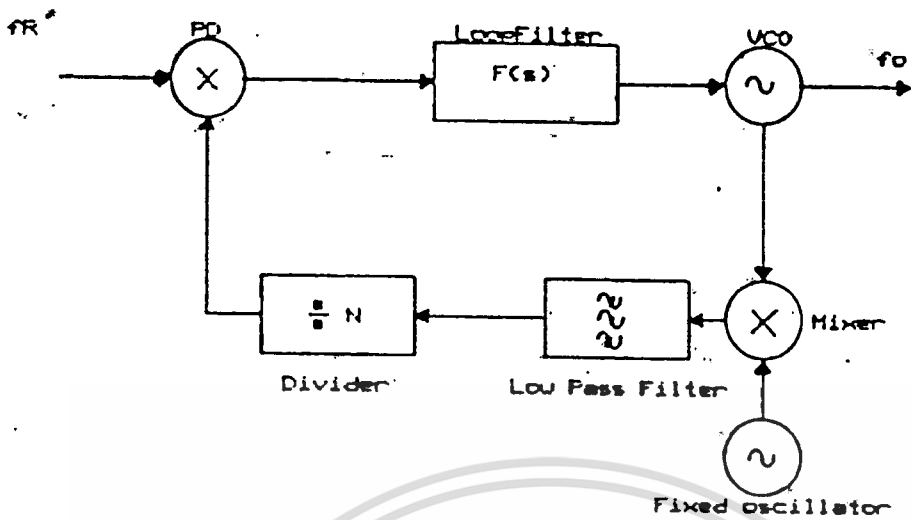 fR*
PD
LoopFilter
VCO
F(s)
fo
÷ N
Mixer
Divider
Low Pass Filter
Fixed oscillator